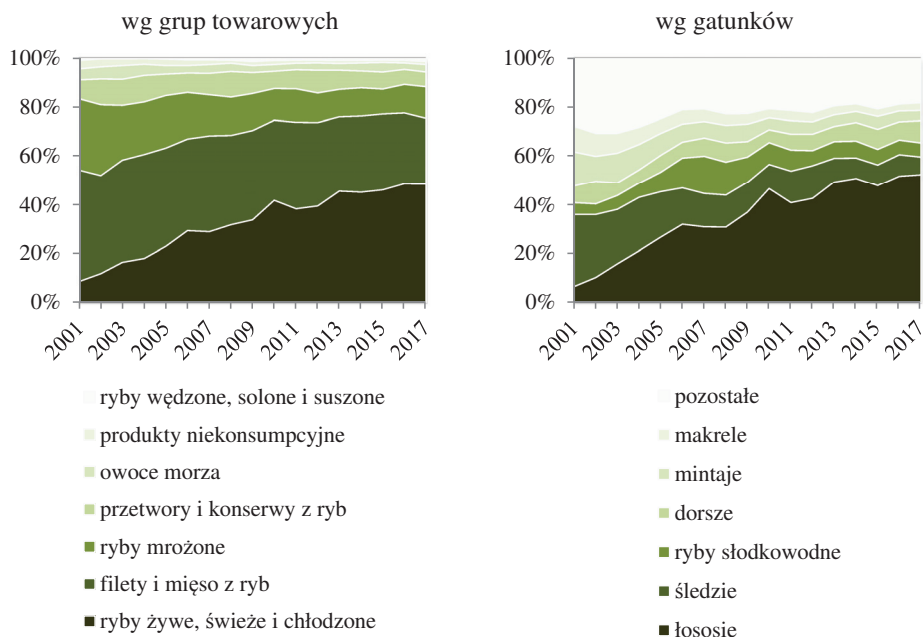 wg grup towarowych
100%
80%
60%
40%
20%
0%
2001
2003
2005
2007
2009
2011
2013
2015
2017
ryby wędzone, solone i suszone
produkty niekonsumpcyjne
owoce morza
przetwory i konserwy z ryb
ryby mrożone
filety i mięso z ryb
ryby żywe, świeże i chłodzone
wg gatunków
100%
80%
60%
40%
20%
0%
2001
2003
2005
2007
2009
2011
2013
2015
2017
pozostałe
makrele
mintaje
dorsze
ryby słodkowodne
śledzie
łososie